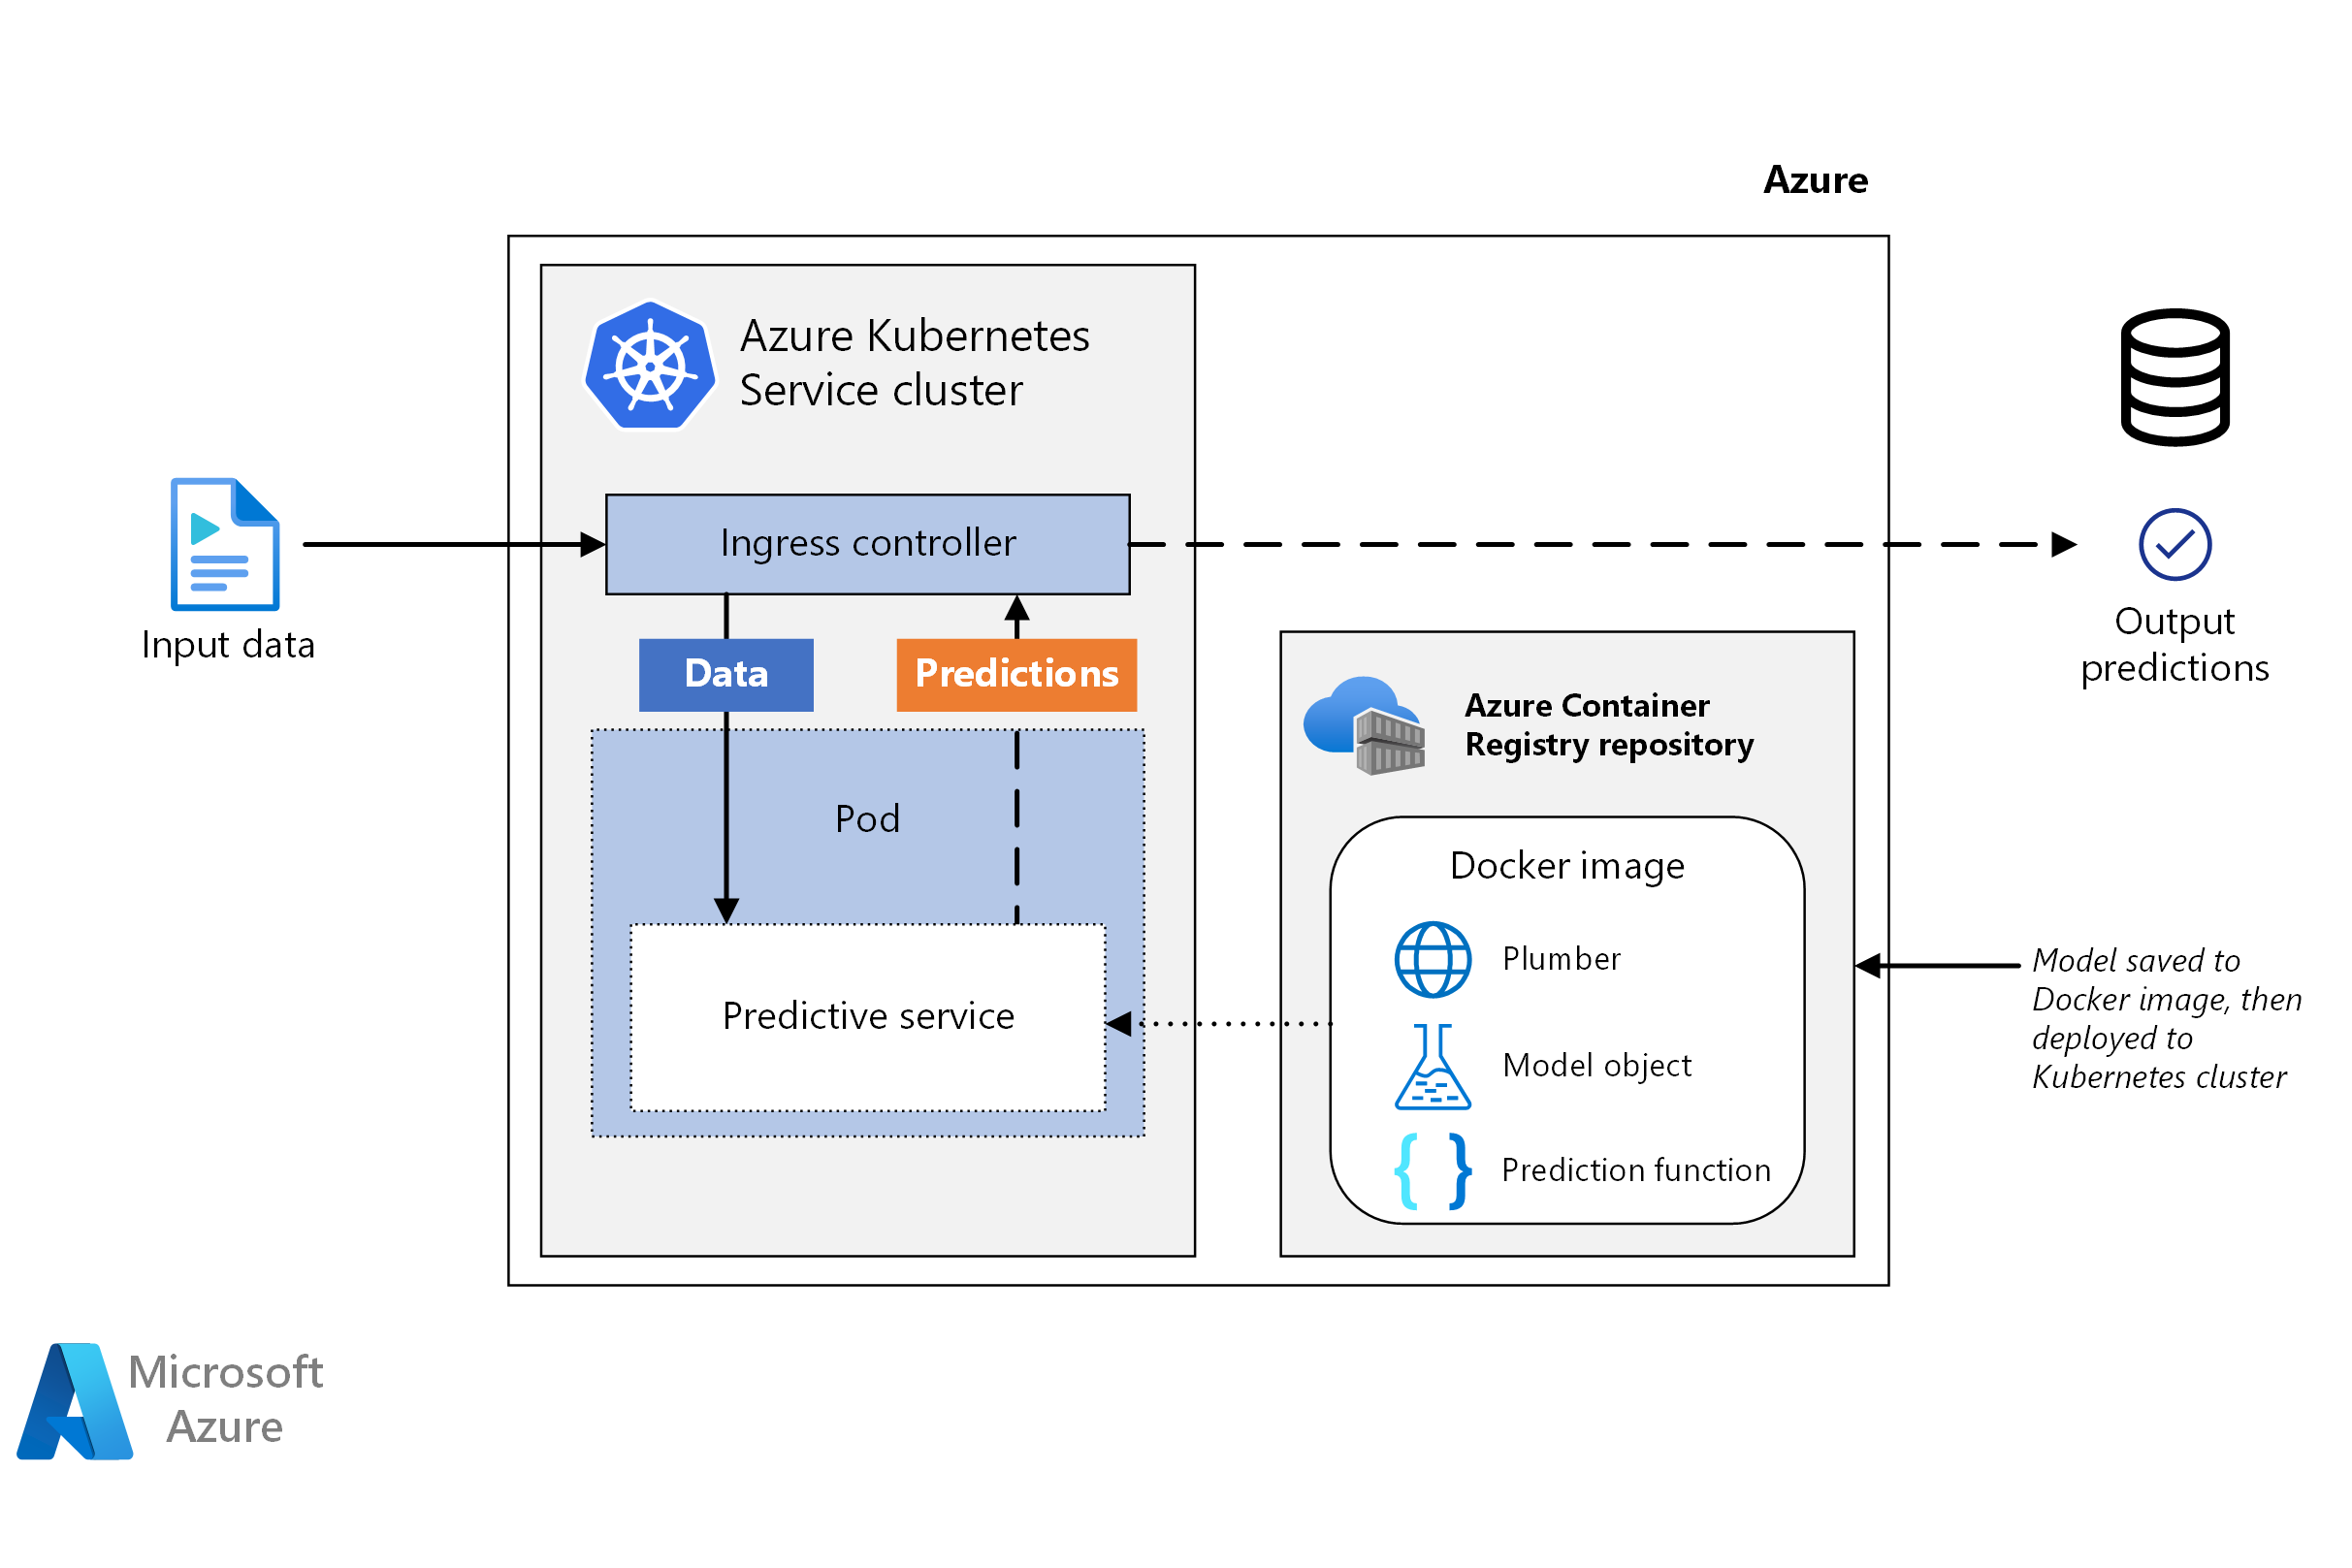 Azure
Azure Kubernetes
Service cluster
Input data
Ingress controller
Data
Predictions
Output
predictions
Pod
Predictive service
Azure Container
Registry repository
Docker image
Plumber
Model object
{ }
Prediction function
Model saved to
Docker image, then
deployed to
Kubernetes cluster
Microsoft
Azure